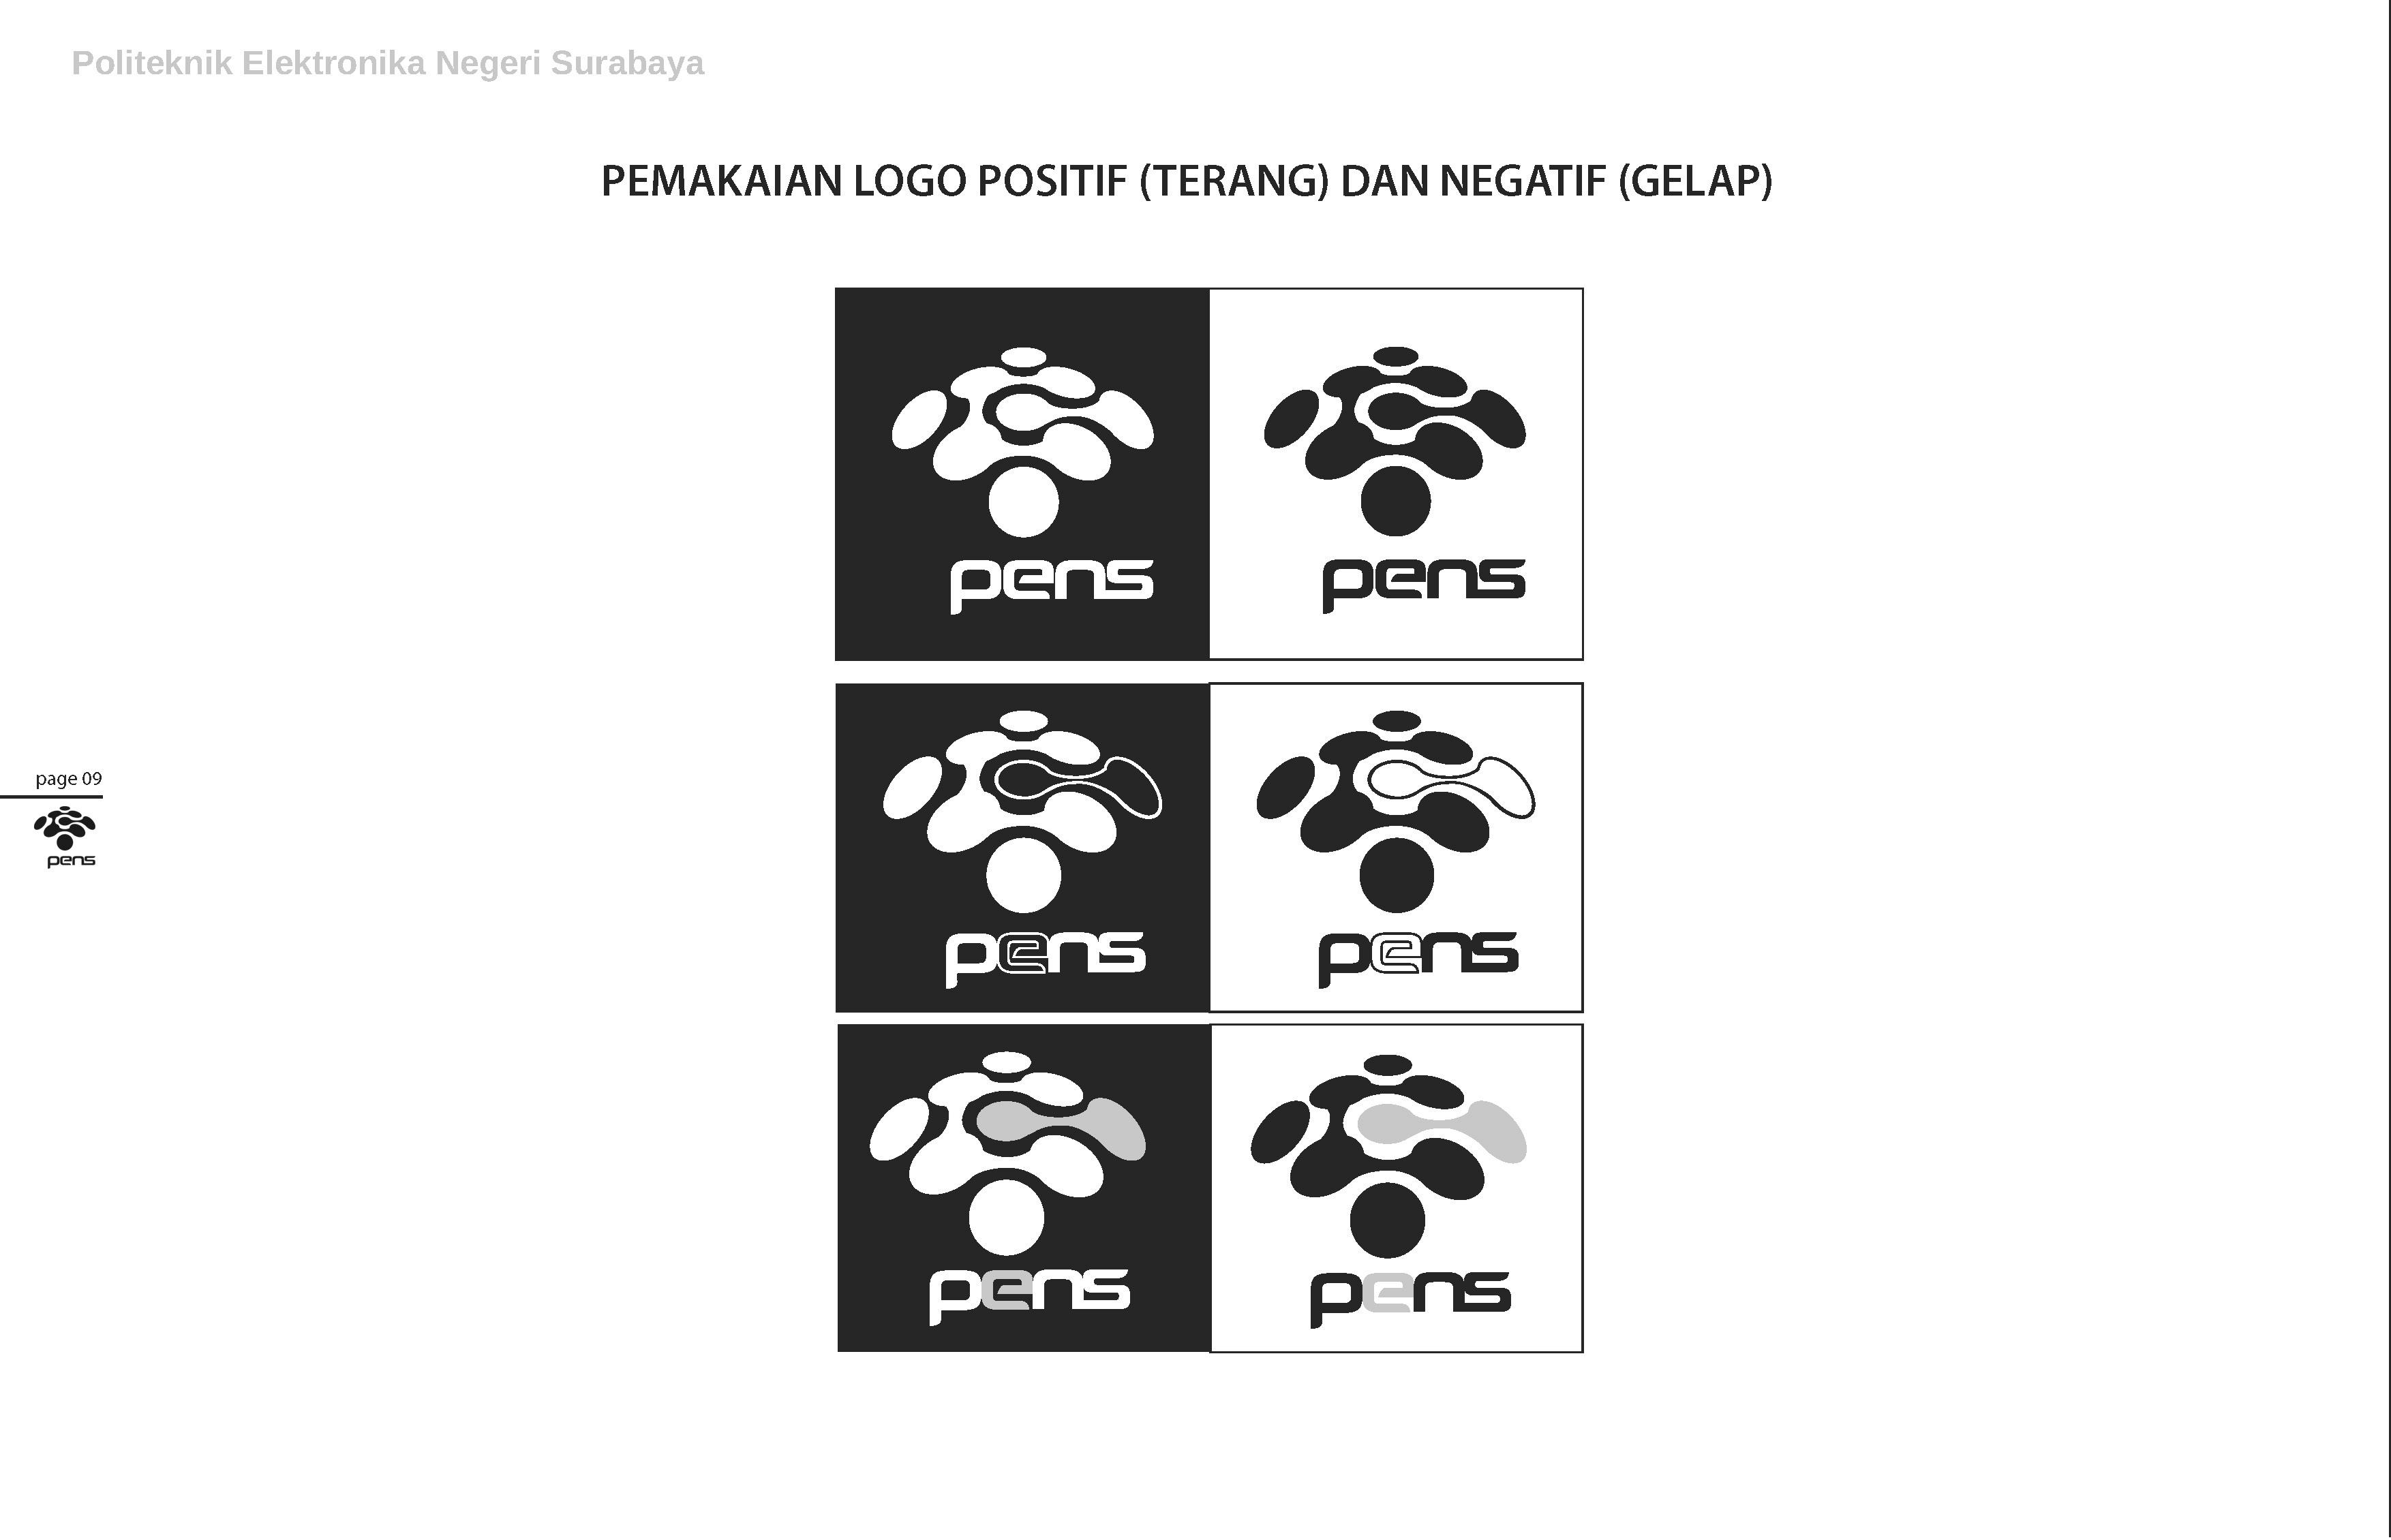 Politeknik Elektronika Negeri Surabaya
PEMAKAIAN LOGO POSITIF (TERANG) DAN NEGATIF (GELAP)
pens
pens
pens
pens
page 09
pens
pens
pens